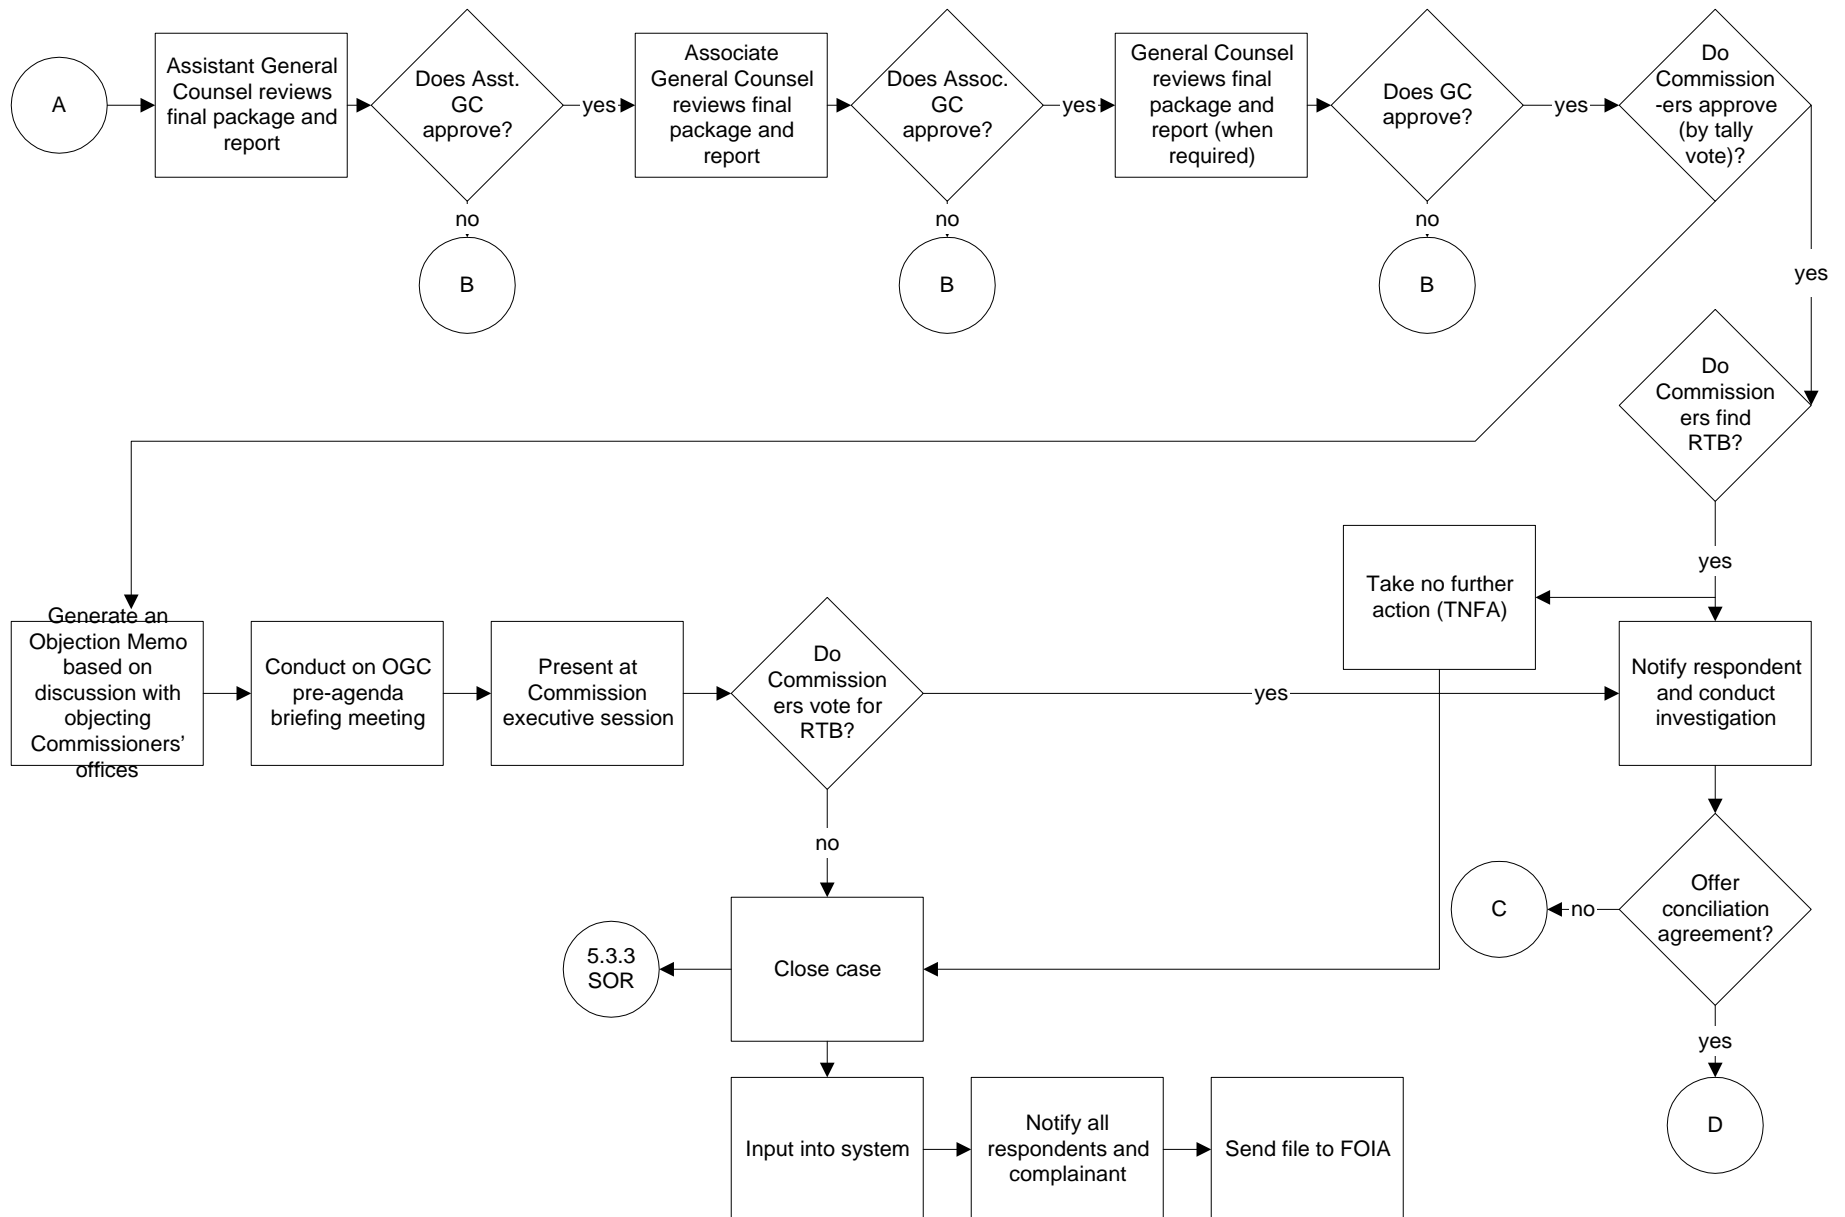 A
Assistant General
Counsel reviews
final package and
report
Does Asst.
GC
approve?
yes
Associate
General Counsel
reviews final
package and
report
Does Assoc.
GC
approve?
yes
General Counsel
reviews final
package and
report (when
required)
Does GC
approve?
yes
Do
Commission
-ers approve
(by tally
vote)?
no
B
no
B
no
B
yes
Do
Commission
ers find
RTB?
yes
Take no further
action (TNFA)
Generate an
Objection Memo
based on
discussion with
objecting
Commissioners’
offices
Conduct on OGC
pre-agenda
briefing meeting
Present at
Commission
executive session
Do
Commission
ers vote for
RTB?
yes
Notify respondent
and conduct
investigation
no
Offer
conciliation
agreement?
no
C
5.3.3
SOR
Close case
yes
D
Input into system
Notify all
respondents and
complainant
Send file to FOIA